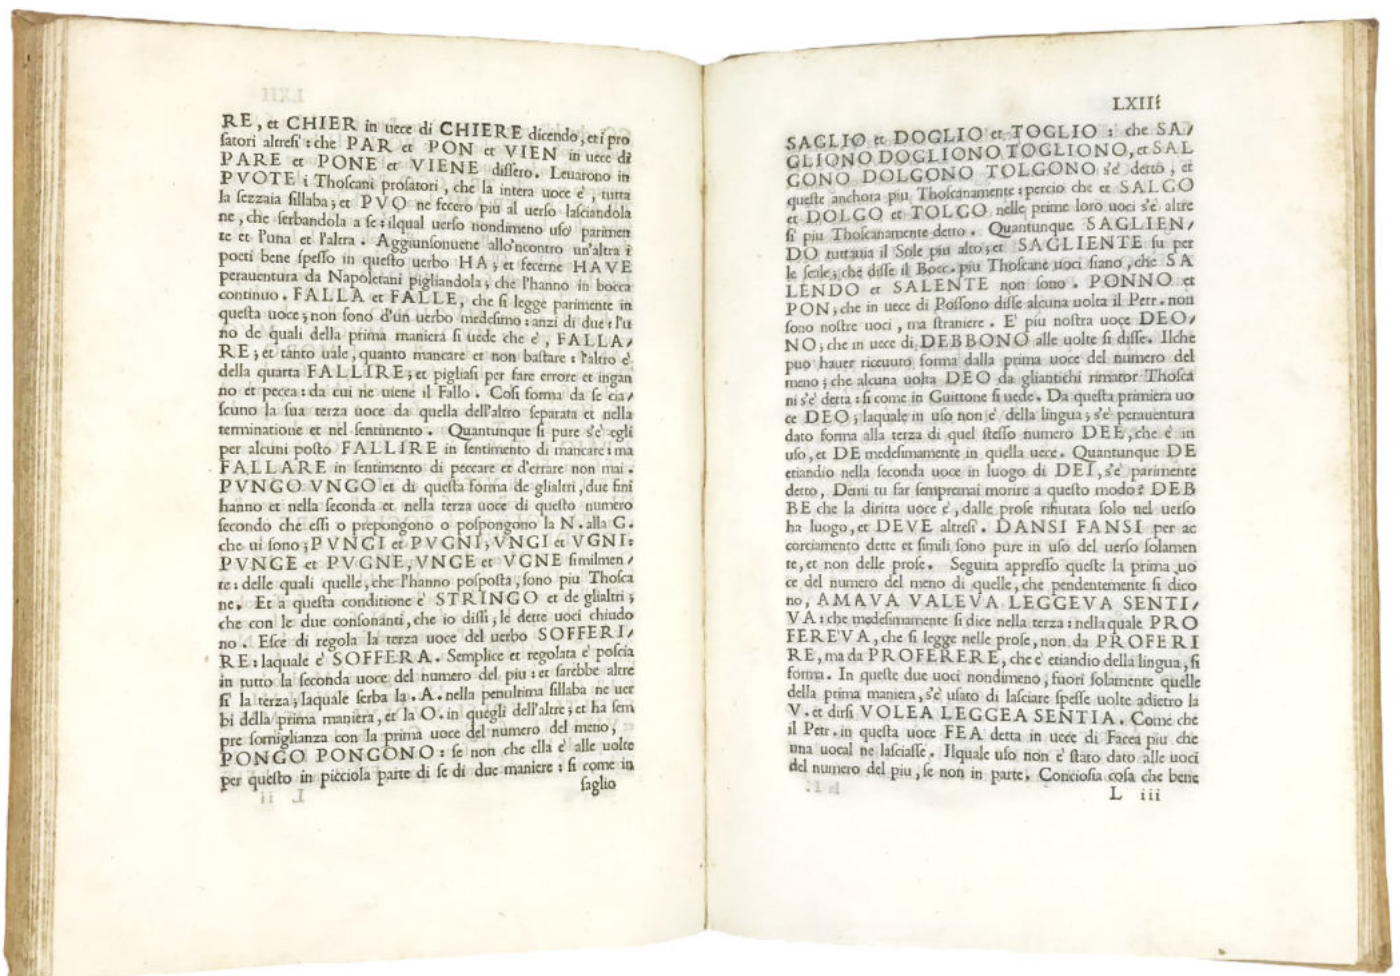 RE, et CHIER in uece di CHIERE dicendo, et i pro
satori altresi': che PAR et PON et VIEN in uece di
PARE et PONE et VIENE dissero. Leuarono in
PVOTE i Thoscani prosatori, che la intera uoce è, tutta
la sezzaia sillaba; et PVO ne fecero piu al uerso lasciandola
ne, che serbandola a se: ilqual uerso nondimeno uso' parimen
te et l'una et l'altra. Aggiunsonuene allo'ncontro un'altra i
poeti bene spesso in questo uerbo HA; et fecerne HAVE
perauentura da Napoletani pigliandola; che l'hanno in bocca
continuo. FALLA et FALLE, che si legge parimente in
questa uoce; non sono d'un uerbo medesimo: anzi di due: l'u
no de quali della prima maniera si uede che è, FALLA/
RE; et tanto uale, quanto mancare et non bastare: l'altro è
della quarta FALLIRE; et pigliasi per fare errore et ingan
no et pecca: da cui ne uiene il Fallo. Cosi forma da se cia/
scuno la sua terza uoce da quella dell'altro separata et nella
terminatione et nel sentimento. Quantunque si pure s'e' egli
per alcuni posto FALLIRE in sentimento di mancare: ma
FALLARE in sentimento di peccare et d'errare non mai.
PVNGO VNGO et di questa forma de glialtri, due fini
hanno et nella seconda et nella terza uoce di questo numero
secondo che essi o prepongono o pospongono la N. alla G.
che ui sono; PVNGI et PVGNI, VNGI et VGNI:
PVNGE et PVGNE, VNGE et VGNE similmen/
te: delle quali quelle, che l'hanno posposta, sono piu Thosca
ne. Et a questa conditione è STRINGO et de glialtri;
che con le due consonanti, che io dissi, le dette uoci chiudo
no. Esce di regola la terza uoce del uerbo SOFFERI/
RE: laquale è SOFFERA. Semplice et regolata è poscia
in tutto la seconda uoce del numero del piu: et sarebbe altre
si' la terza; laquale serba la .A. nella penultima sillaba ne uer
bi della prima maniera, et la O. in quegli dell'altre; et ha sem
pre somiglianza con la prima uoce del numero del meno,
PONGO PONGONO: se non che ella è alle uolte
per questo in picciola parte di se di due maniere: si come in
saglio
LXIII
SAGLIO et DOGLIO et TOGLIO: che SA/
GLIONO DOGLIONO TOGLIONO, et SAL
GONO DOLGONO TOLGONO s'e' detto, et
queste anchora piu Thoscanamente: percio che et SALGO
et DOLGO et TOLGO nelle prime loro uoci s'e' altre
si' piu Thoscanamente detto. Quantunque SAGLIEN/
DO tuttauia il Sole piu alto; et SAGLIENTE su per
le scale; che disse il Bocc. piu Thoscane uoci siano, che SA
LENDO et SALENTE non sono. PONNO et
PON; che in uece di Possono disse alcuna uolta il Petr. non
sono nostre uoci, ma straniere. E' piu nostra uoce DEO/
NO; che in uece di DEBBONO alle uolte si disse. Ilche
puo hauer riceuuto forma dalla prima uoce del numero del
meno; che alcuna uolta DEO da gliantichi rimator Thosca
ni s'e' detta: si come in Guittone si uede. Da questa primiera uo
ce DEO; laquale in uso non e' della lingua; s'e' perauentura
dato forma alla terza di quel stesso numero DEE, che e' in
uso, et DE medesimamente in quella uece. Quantunque DE
etiandio nella seconda uoce in luogo di DEI, s'e' parimente
detto, Demi tu far sempremai morire a questo modo? DEB
BE che la diritta uoce e', dalle prose rifiutata solo nel uerso
ha luogo, et DEVE altresi'. DANSI FANSI per ac
corciamento dette et simili sono pure in uso del uerso solamen
te, et non delle prose. Seguita appresso queste la prima uo
ce del numero del meno di quelle, che pendentemente si dico
no, AMAVA VALEVA LEGGEVA SENTI/
VA: che medesimamente si dice nella terza: nella quale PRO
FEREVA, che si legge nelle prose, non da PROFERI
RE, ma da PROFERERE, che e' etiandio della lingua, si
forma. In queste due uoci nondimeno, fuori solamente quelle
della prima maniera, s'e' usato di lasciare spesse uolte adietro la
V. et dirsi VOLEA LEGGEA SENTIA. Come che
il Petr. in questa uoce FEA detta in uece di Facea piu che
una uocal ne lasciasse. Ilquale uso non e' stato dato alle uoci
del numero del piu, se non in parte. Conciosia cosa che bene
L iii